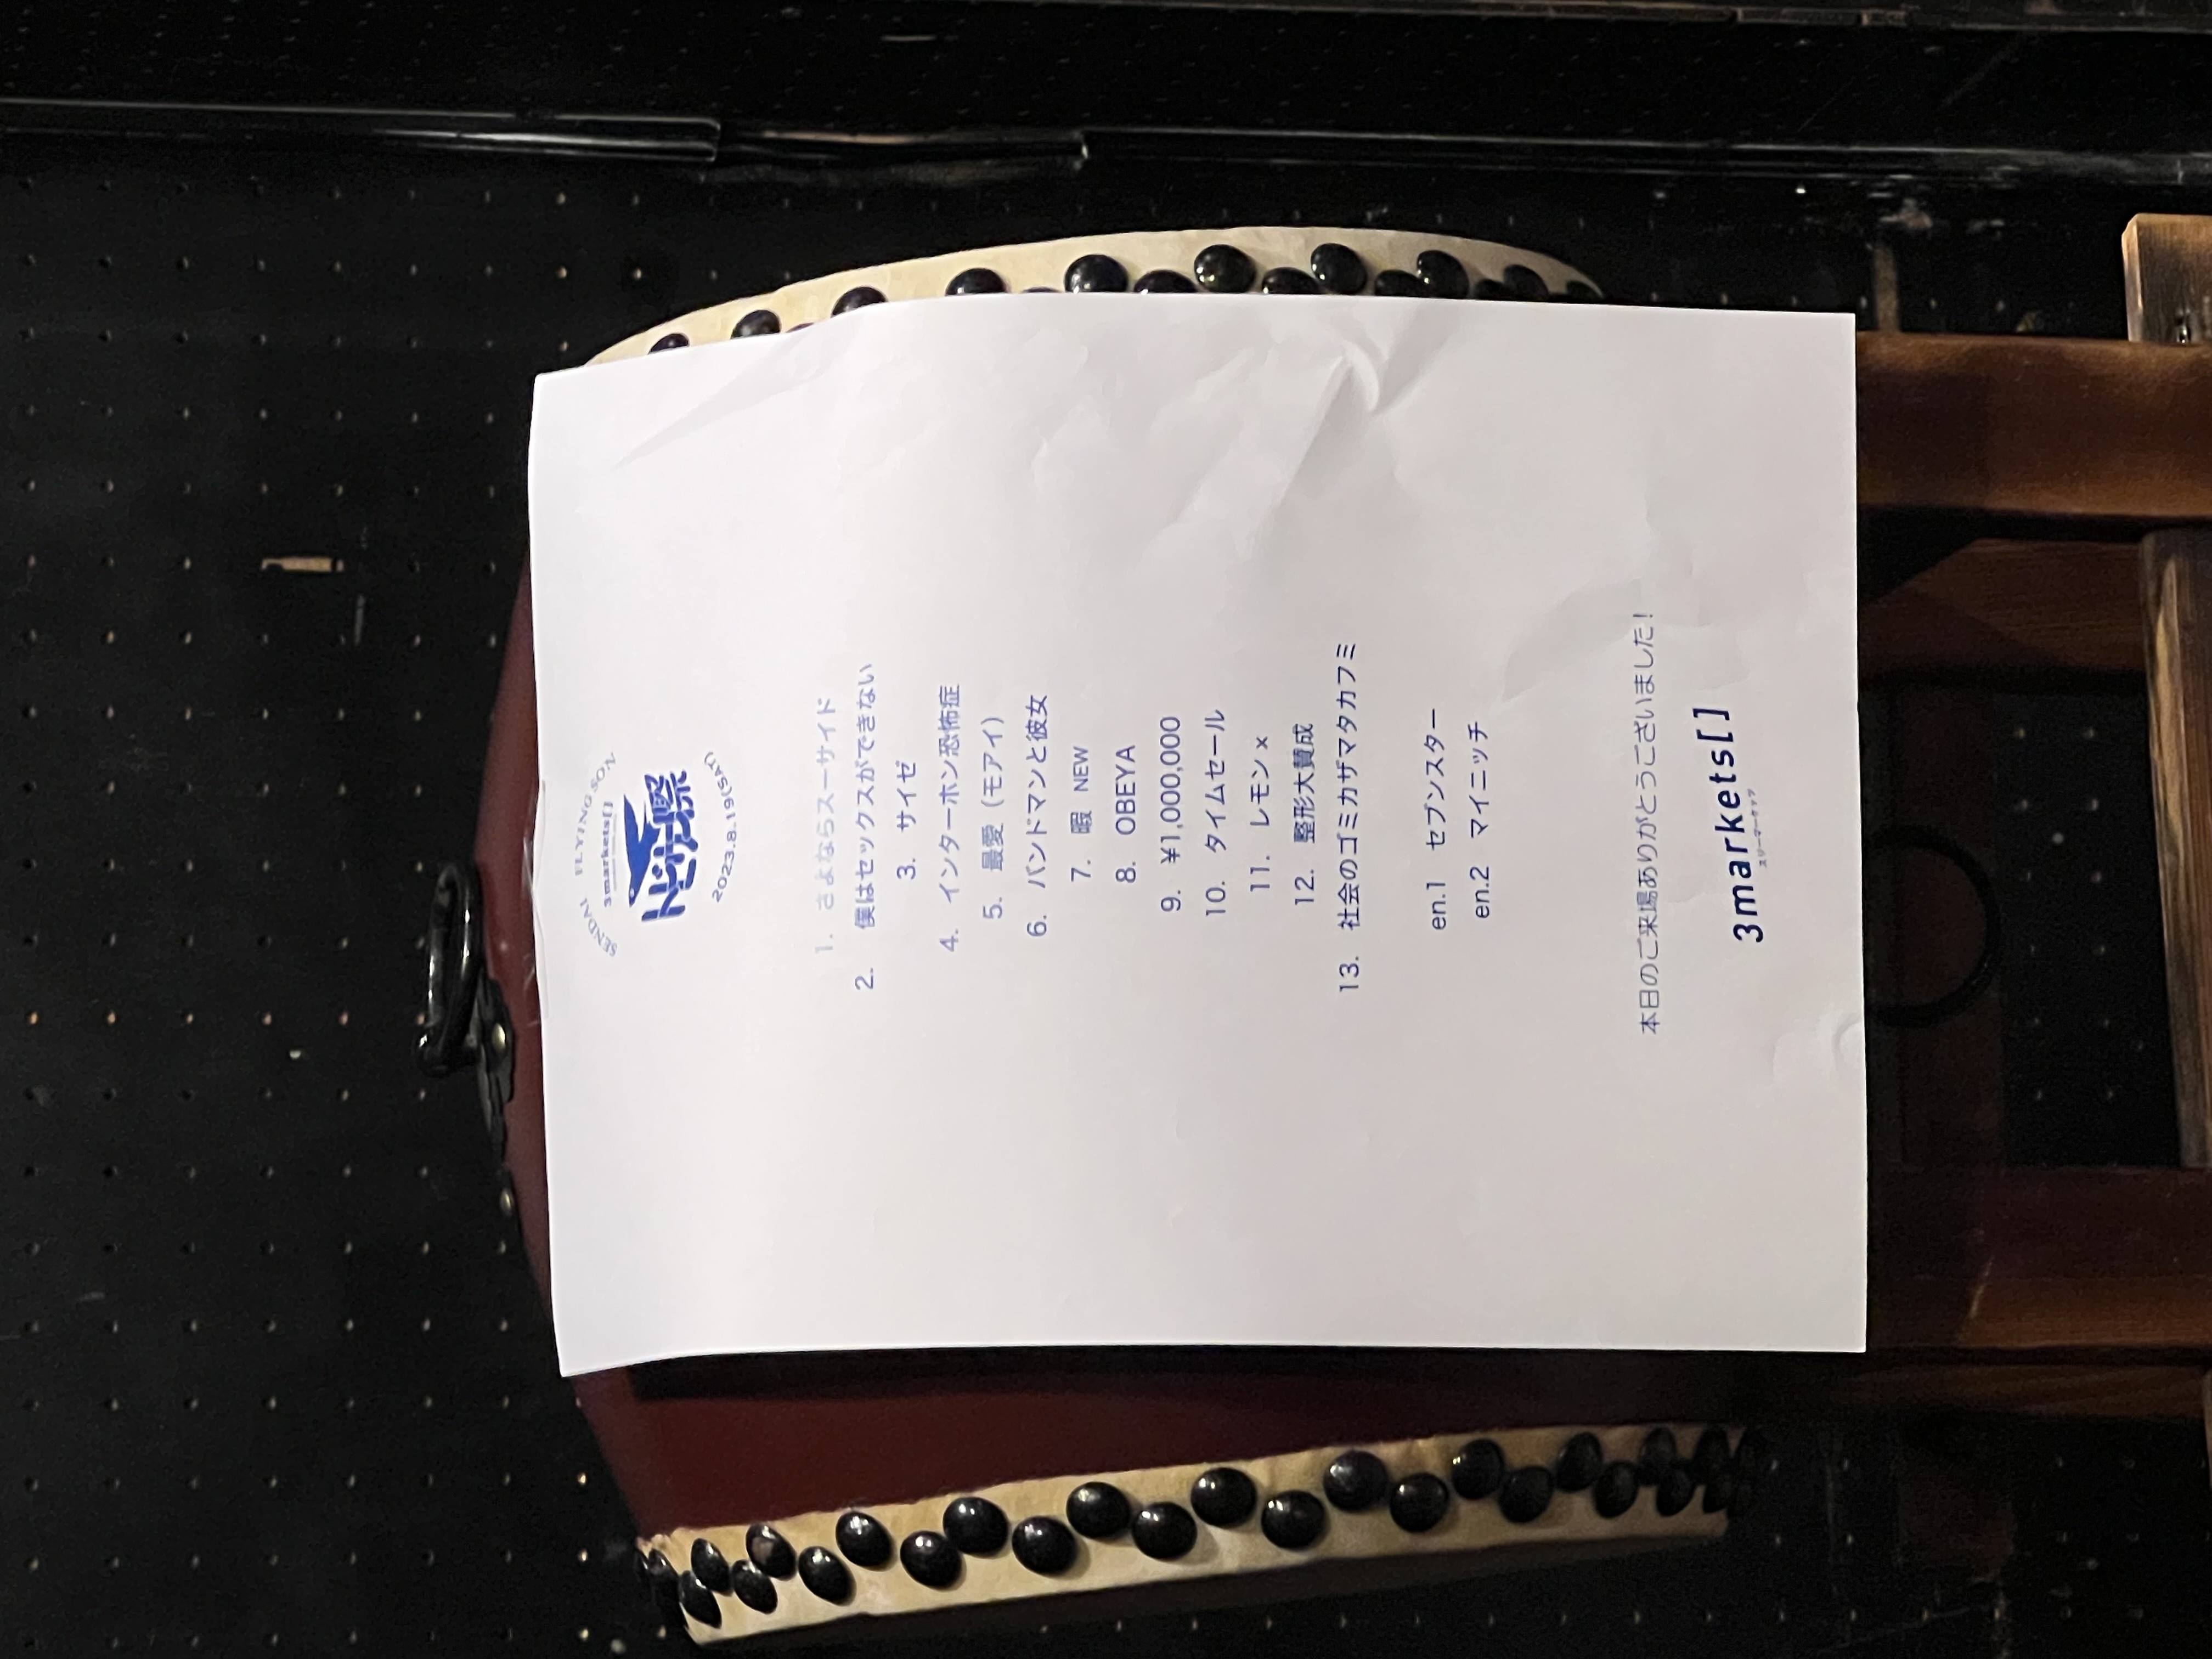 SENDAI FLYING SON
3markets[]
トビウオ祭
2023.8.19(SAT)
1. さよならスーサイド
2. 僕はセックスができない
3. サイゼ
4. インターホン恐怖症
5. 最愛（モアイ）
6. バンドマンと彼女
7. 暇 NEW
8. OBEYA
9. ¥1,000,000
10. タイムセール
11. レモン×
12. 整形大賛成
13. 社会のゴミカザマタカフミ
en.1 セブンスター
en.2 マイニッチ
本日のご来場ありがとうございました！
3markets[]
スリーマーケッツ